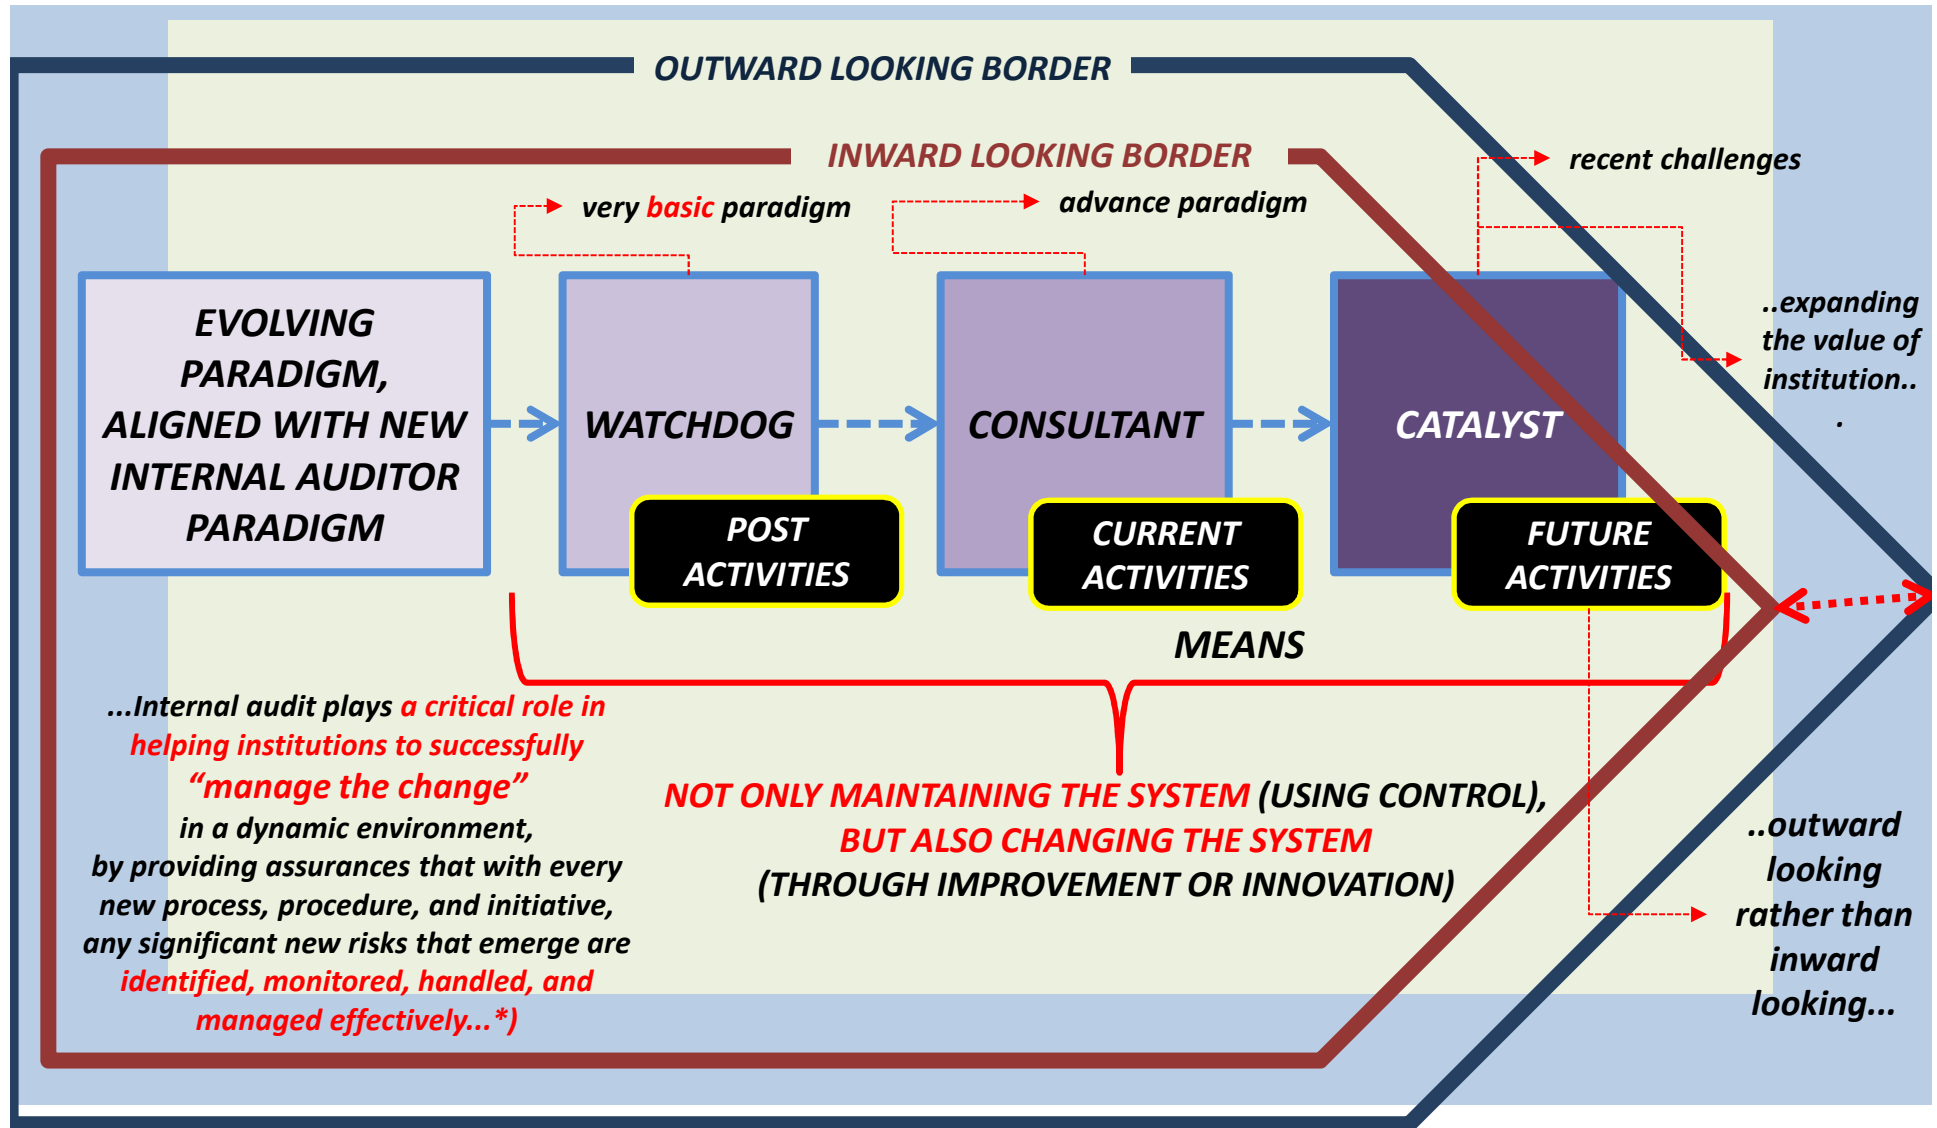 OUTWARD LOOKING BORDER
INWARD LOOKING BORDER
recent challenges
very basic paradigm
advance paradigm
EVOLVING
PARADIGM,
ALIGNED WITH NEW
INTERNAL AUDITOR
PARADIGM
WATCHDOG
CONSULTANT
CATALYST
..expanding
the value of
institution..
.
POST
ACTIVITIES
CURRENT
ACTIVITIES
FUTURE
ACTIVITIES
MEANS
...Internal audit plays a critical role in
helping institutions to successfully
“manage the change”
in a dynamic environment,
by providing assurances that with every
new process, procedure, and initiative,
any significant new risks that emerge are
identified, monitored, handled, and
managed effectively...*)
NOT ONLY MAINTAINING THE SYSTEM (USING CONTROL),
BUT ALSO CHANGING THE SYSTEM
(THROUGH IMPROVEMENT OR INNOVATION)
..outward
looking
rather than
inward
looking...